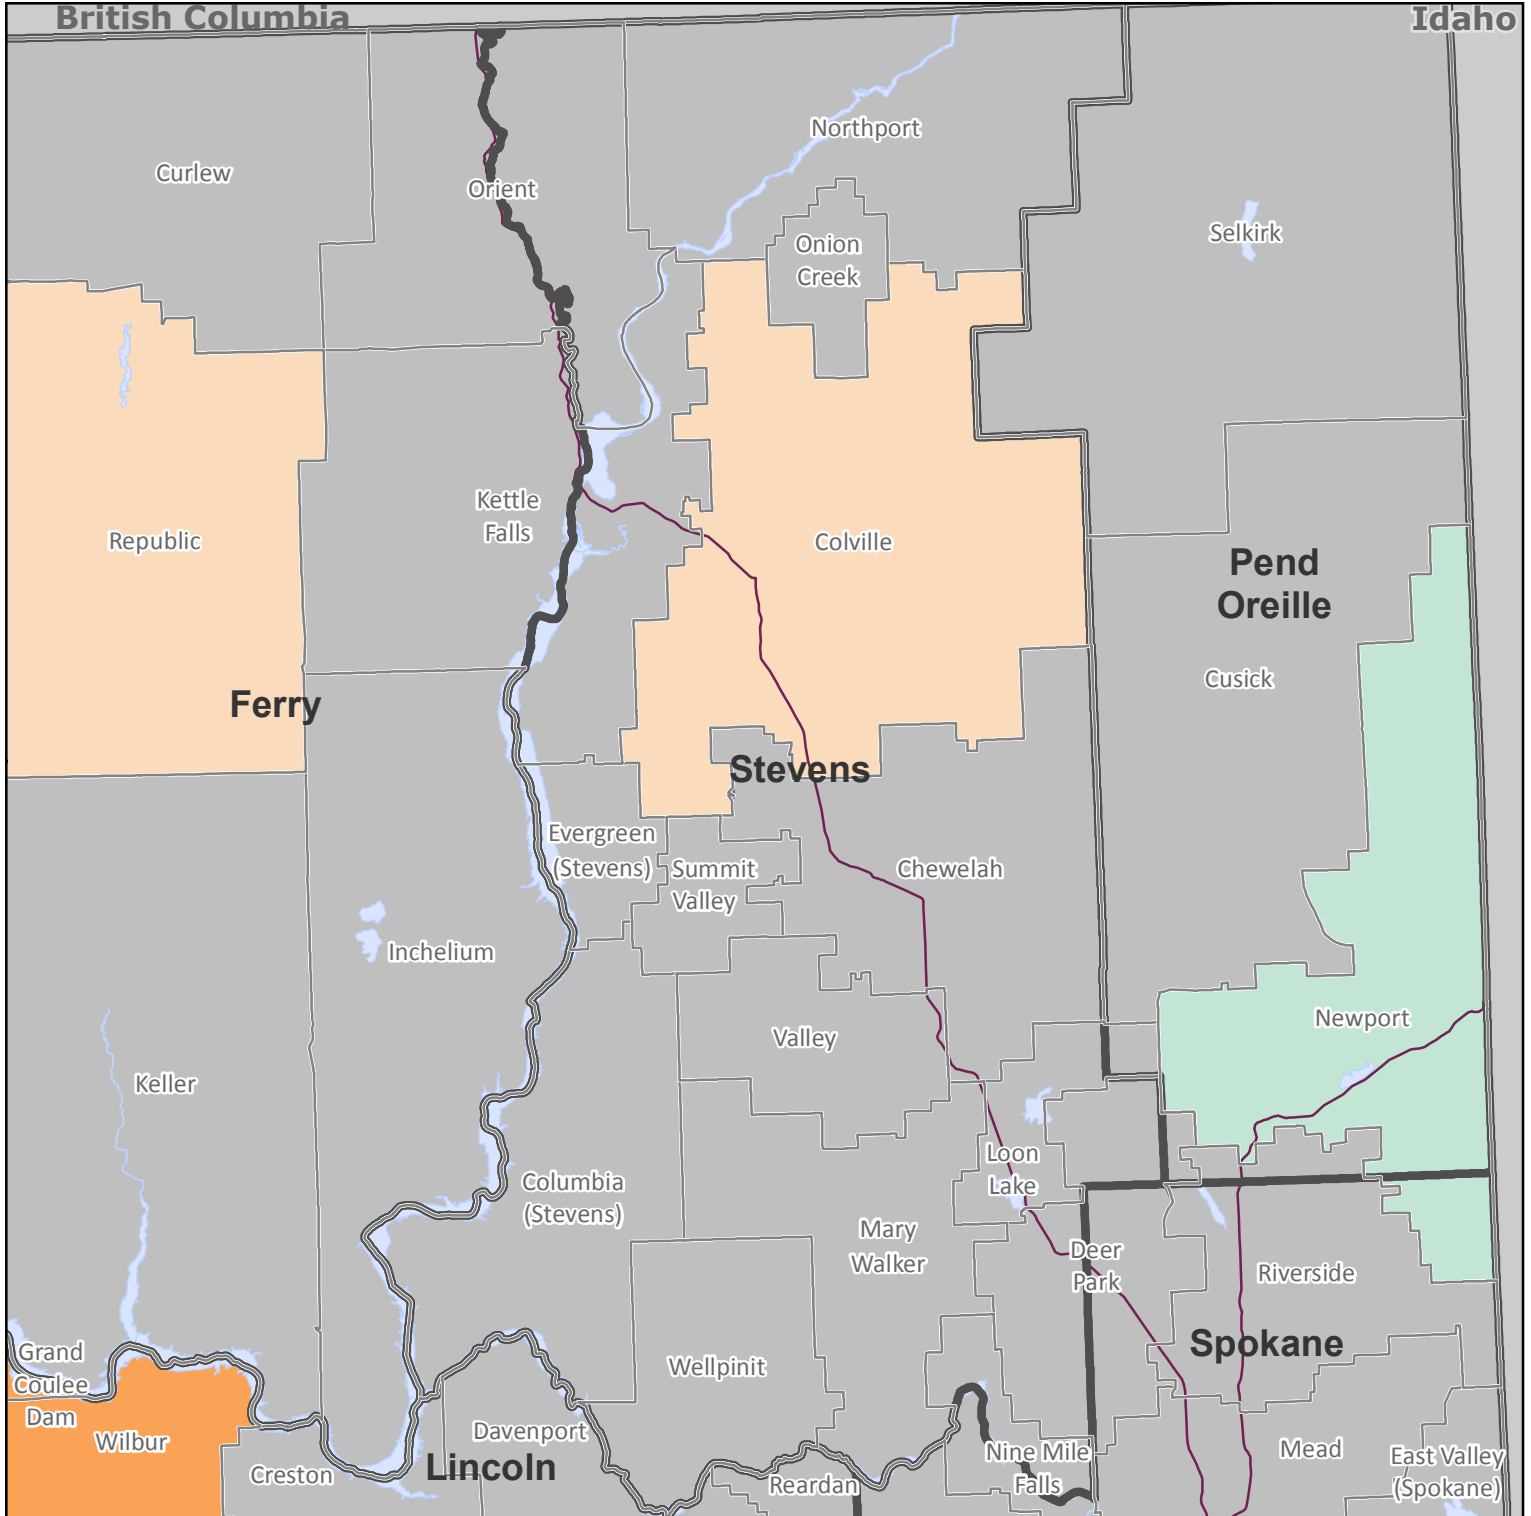 British Columbia
Idaho
Northport
Curlew
Orient
Selkirk
Onion
Creek
Kettle
Falls
Republic
Colville
Pend
Oreille
Cusick
Ferry
Stevens
Evergreen
(Stevens)
Summit
Valley
Chewelah
Inchelium
Newport
Valley
Keller
Loon
Lake
Columbia
(Stevens)
Mary
Walker
Deer
Park
Riverside
Spokane
Grand
Coulee
Dam
Wellpinit
Wilbur
Davenport
Lincoln
Creston
Reardan
Nine Mile
Falls
Mead
East Valley
(Spokane)